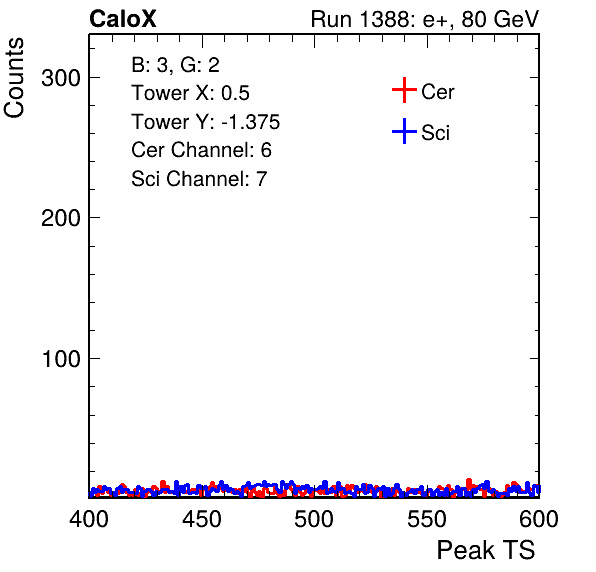 CaloX Run 1388: e+, 80 GeV
Counts
300
200
100
B: 3, G: 2
Tower X: 0.5
Tower Y: -1.375
Cer Channel: 6
Sci Channel: 7
Cer
Sci
400 450 500 550 600
Peak TS